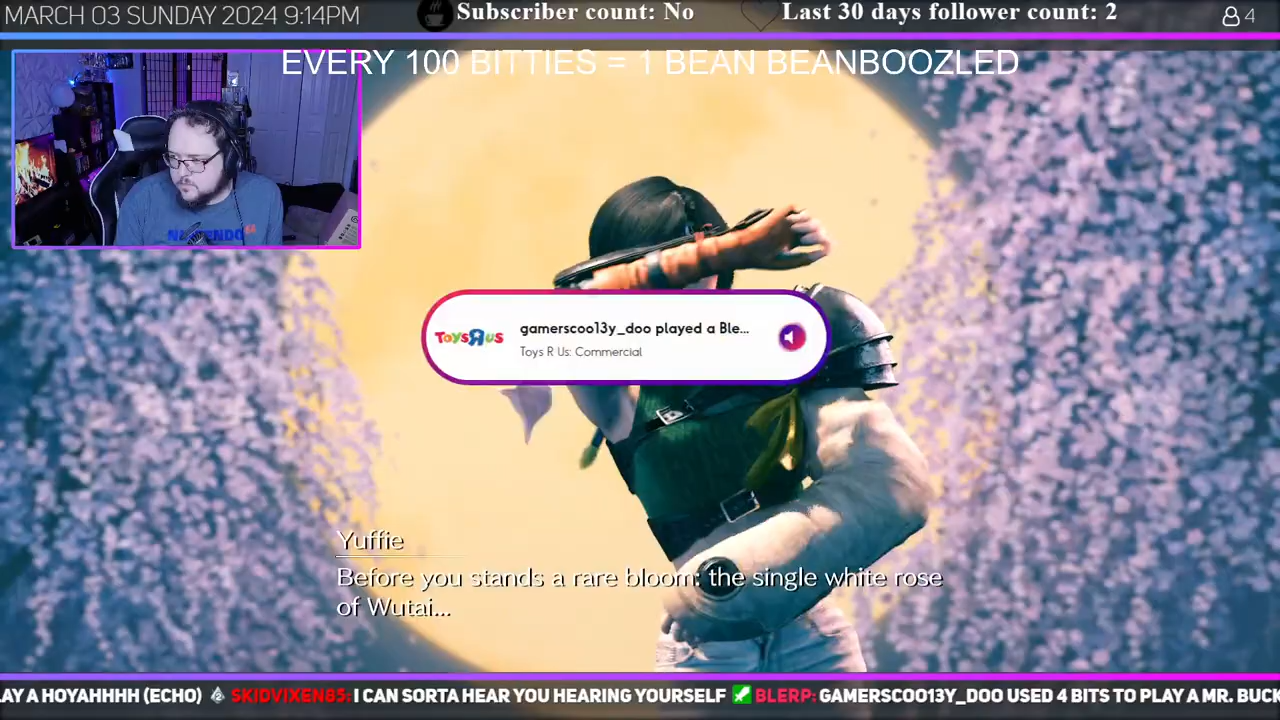 MARCH 03 SUNDAY 2024 9:14PM
Subscriber count: No
Last 30 days follower count: 2
4
EVERY 100 BITTIES = 1 BEAN BEANBOOZLED
NINTENDO 64
TOYS R US
gamerscoo13y_doo played a Ble...
Toys R Us: Commercial
Yuffie
Before you stands a rare bloom: the single white rose
of Wutai...
LAY A HOYAHHHH (ECHO) SKIDVIXEN85: I CAN SORTA HEAR YOU HEARING YOURSELF BLERP: GAMERSCOO13Y_DOO USED 4 BITS TO PLAY A MR. BUCK